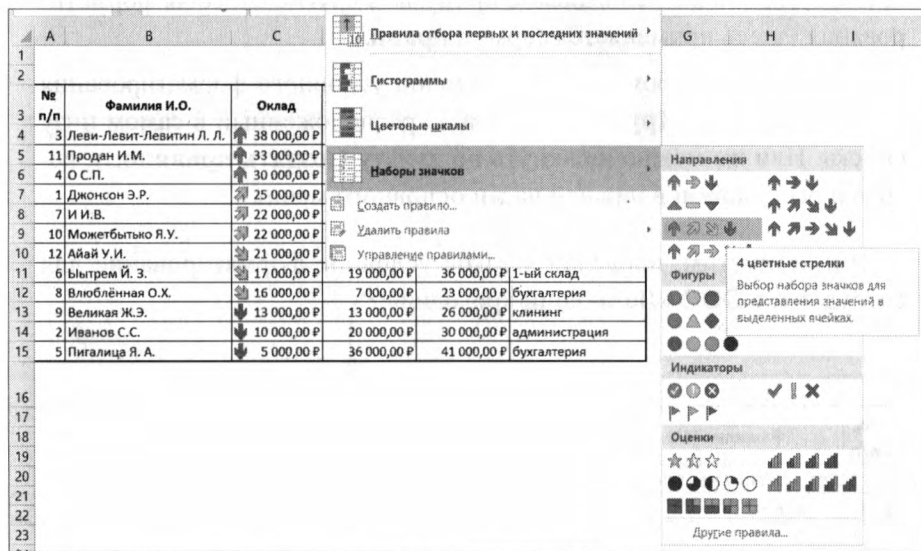 A B C G H I
1
2
3 № п/п Фамилия И.О. Оклад
4 3 Леви-Левит-Левитин Л. Л. 38 000,00 ₽
5 11 Продан И.М. 33 000,00 ₽
6 4 О С.П. 30 000,00 ₽
7 1 Джонсон Э.Р. 25 000,00 ₽
8 7 И И.В. 22 000,00 ₽
9 10 Можетбытько Я.У. 22 000,00 ₽
10 12 Айай У.И. 21 000,00 ₽
11 6 Ыытрем Й. З. 17 000,00 ₽ 19 000,00 ₽ 36 000,00 ₽ 1-ый склад
12 8 Влюблённая О.Х. 16 000,00 ₽ 7 000,00 ₽ 23 000,00 ₽ бухгалтерия
13 9 Великая Ж.Э. 13 000,00 ₽ 13 000,00 ₽ 26 000,00 ₽ клининг
14 2 Иванов С.С. 10 000,00 ₽ 20 000,00 ₽ 30 000,00 ₽ администрация
15 5 Пигалица Я. А. 5 000,00 ₽ 36 000,00 ₽ 41 000,00 ₽ бухгалтерия
16
17
18
19
20
21
22
23
10 Правила отбора первых и последних значений
Гистограммы
Цветовые шкалы
Наборы значков
Создать правило...
Удалить правила
Управление правилами...
Направления
4 цветные стрелки
Выбор набора значков для
представления значений в
выделенных ячейках.
Фигуры
Индикаторы
Оценки
Другие правила...